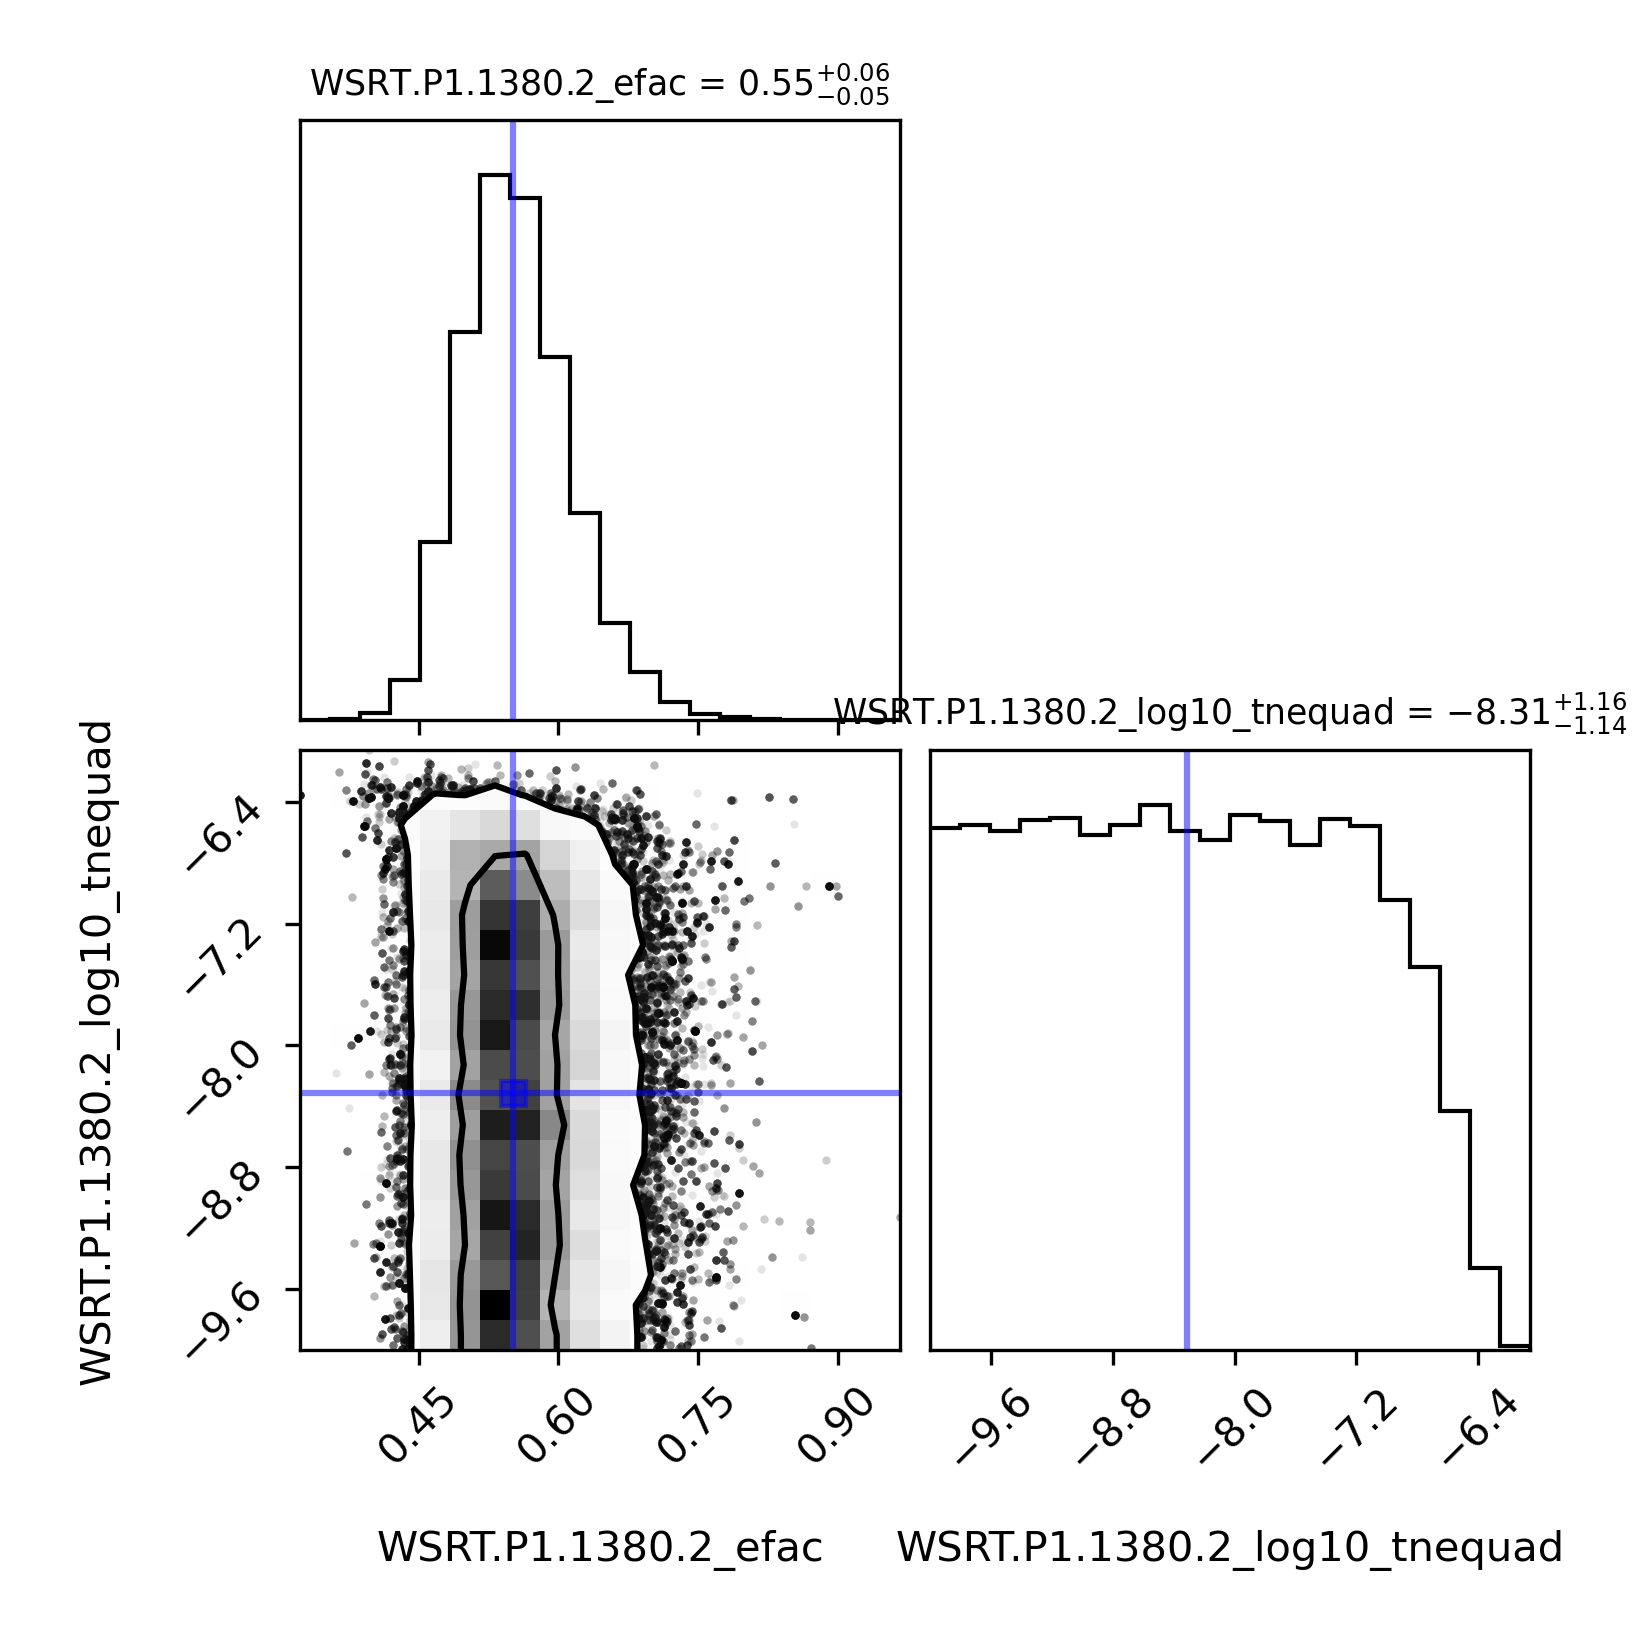 WSRT.P1.1380.2_efac = 0.55+0.06−0.05
WSRT.P1.1380.2_log10_tnequad = −8.31+1.16−1.14
WSRT.P1.1380.2_log10_tnequad
−6.4
−7.2
−8.0
−8.8
−9.6
0.45 0.60 0.75 0.90
−9.6 −8.8 −8.0 −7.2 −6.4
WSRT.P1.1380.2_efac
WSRT.P1.1380.2_log10_tnequad